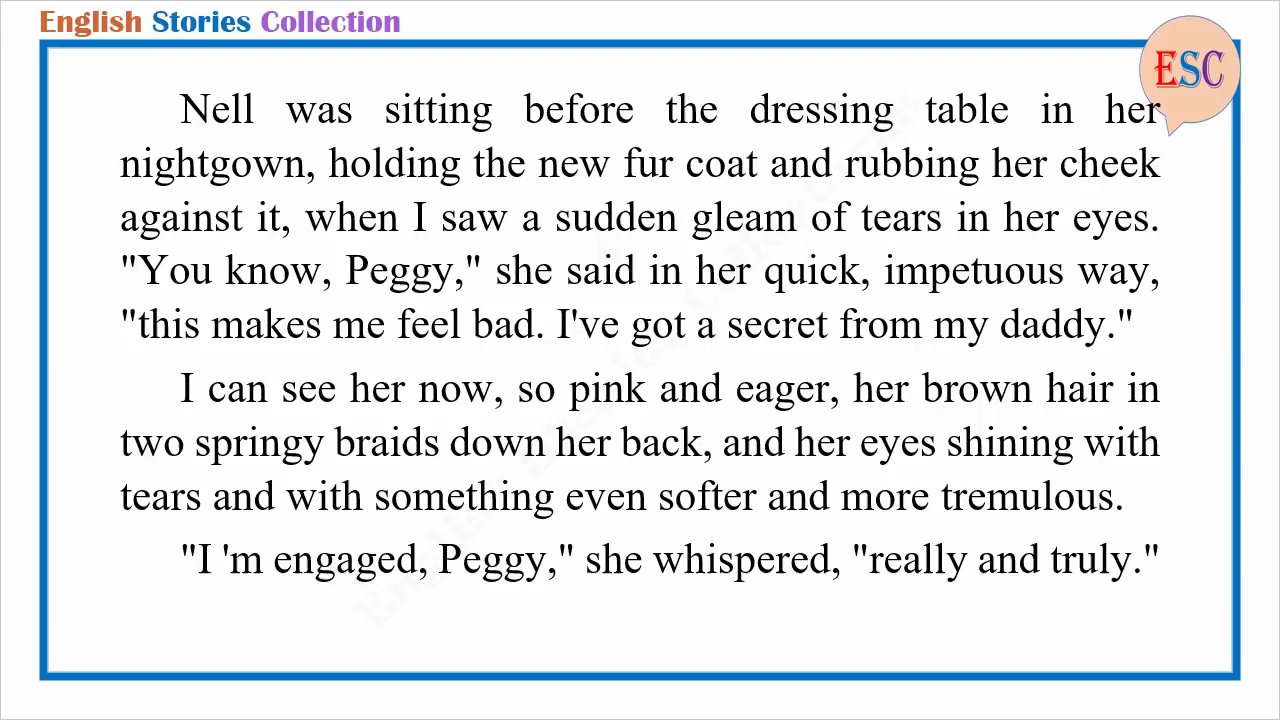 English Stories Collection
ESC
Nell was sitting before the dressing table in her
nightgown, holding the new fur coat and rubbing her cheek
against it, when I saw a sudden gleam of tears in her eyes.
"You know, Peggy," she said in her quick, impetuous way,
"this makes me feel bad. I've got a secret from my daddy."
I can see her now, so pink and eager, her brown hair in
two springy braids down her back, and her eyes shining with
tears and with something even softer and more tremulous.
"I 'm engaged, Peggy," she whispered, "really and truly."